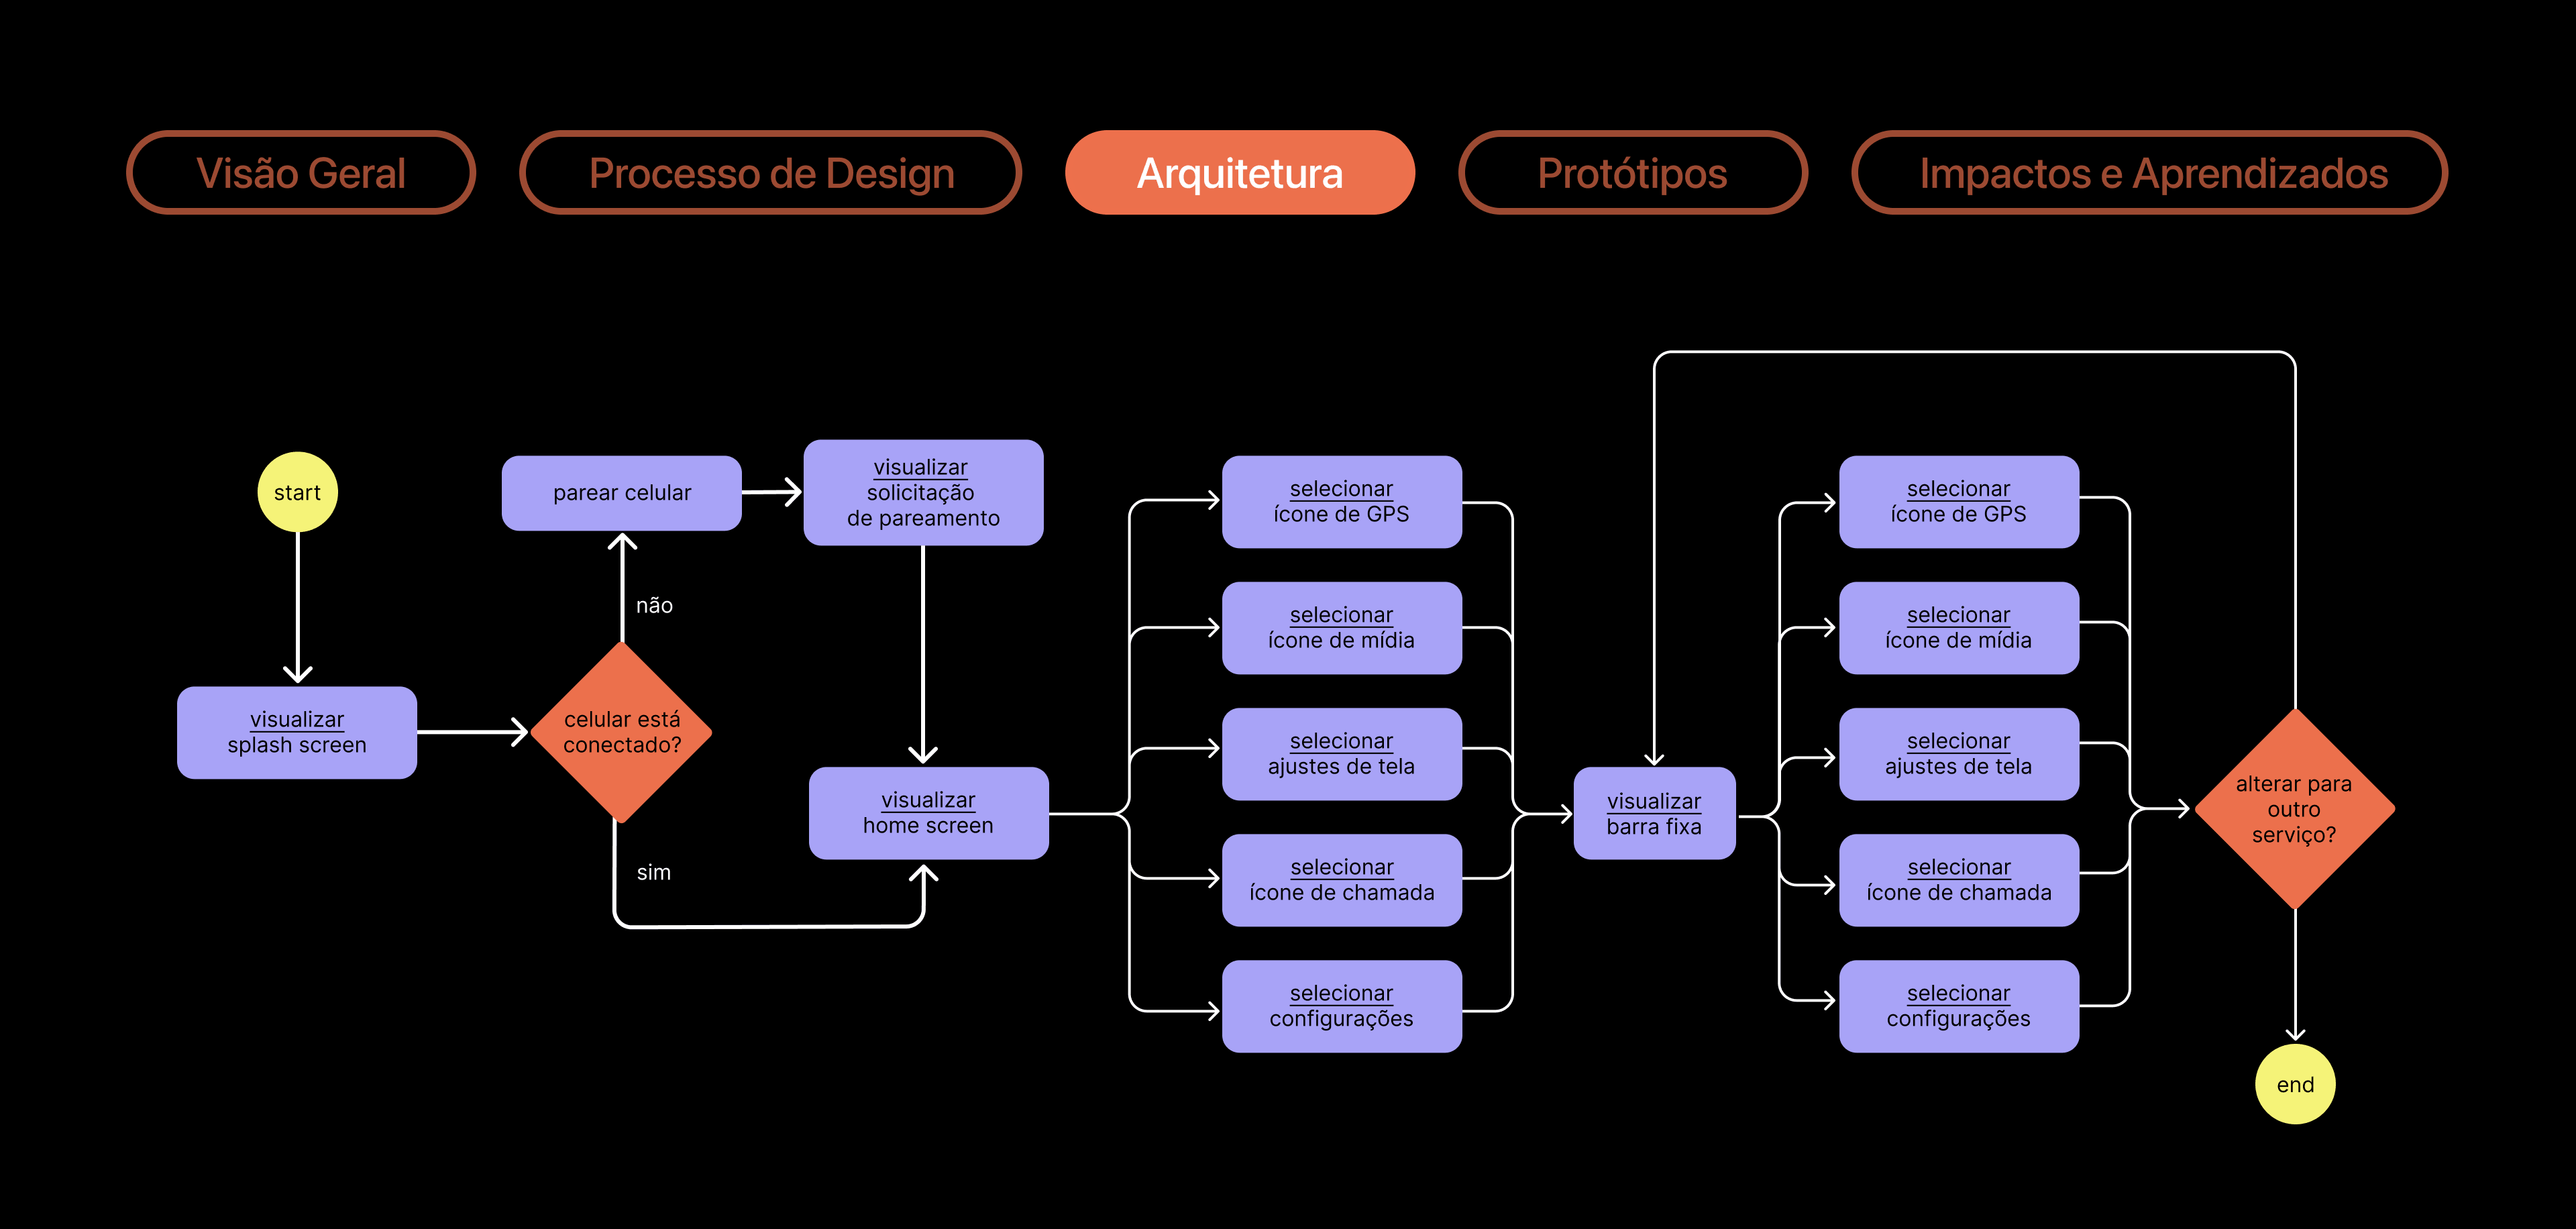 Visão Geral
Processo de Design
Arquitetura
Protótipos
Impactos e Aprendizados
start
visualizar
splash screen
celular está
conectado?
não
sim
parear celular
visualizar
solicitação
de pareamento
visualizar
home screen
selecionar
ícone de GPS
selecionar
ícone de mídia
selecionar
ajustes de tela
selecionar
ícone de chamada
selecionar
configurações
visualizar
barra fixa
selecionar
ícone de GPS
selecionar
ícone de mídia
selecionar
ajustes de tela
selecionar
ícone de chamada
selecionar
configurações
alterar para
outro
serviço?
end